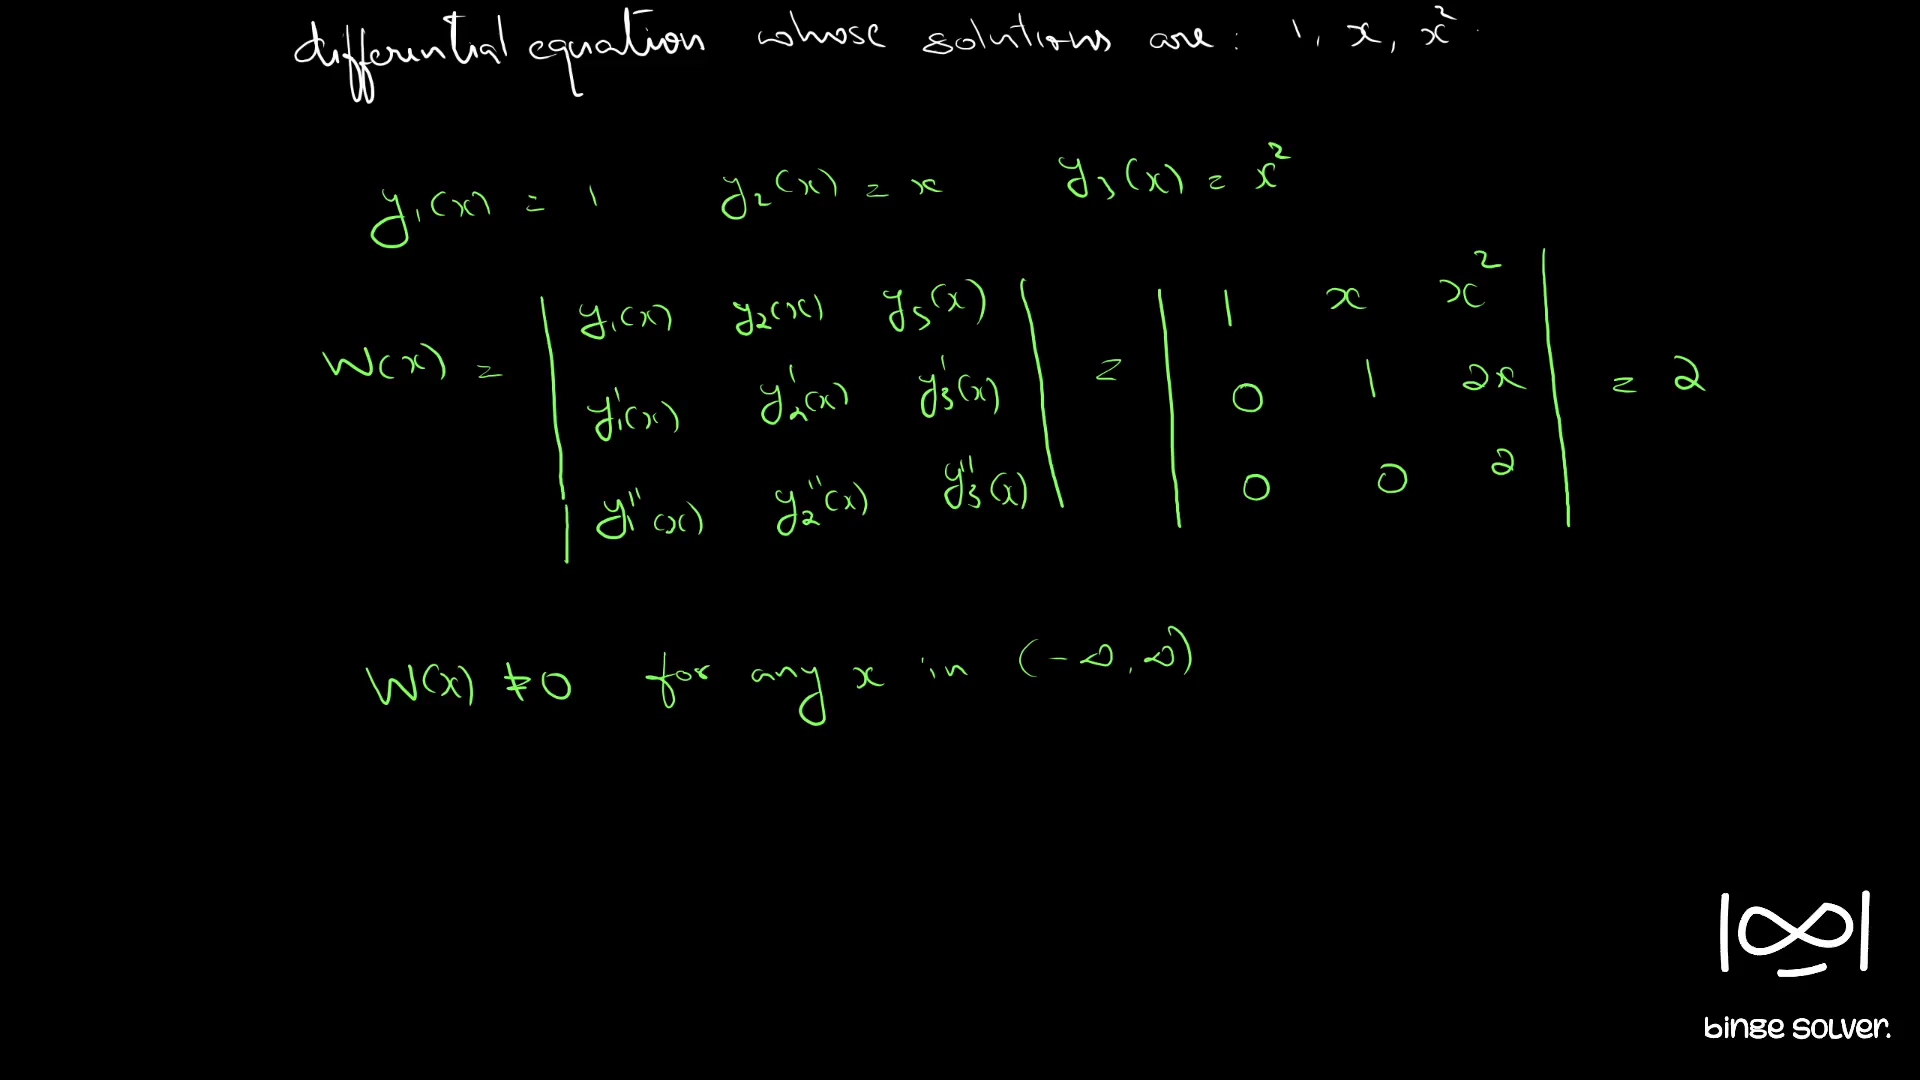 differential equation whose solutions are: 1, x, x².
y₁(x) = 1 y₂(x) = x y₃(x) = x²
W(x) = | y₁(x) y₂(x) y₃(x) | = | 1 x x² | = 2
| y₁'(x) y₂'(x) y₃'(x) | | 0 1 2x |
| y₁''(x) y₂''(x) y₃''(x) | | 0 0 2 |
W(x) ≠ 0 for any x in (-∞, ∞)
binge solver.